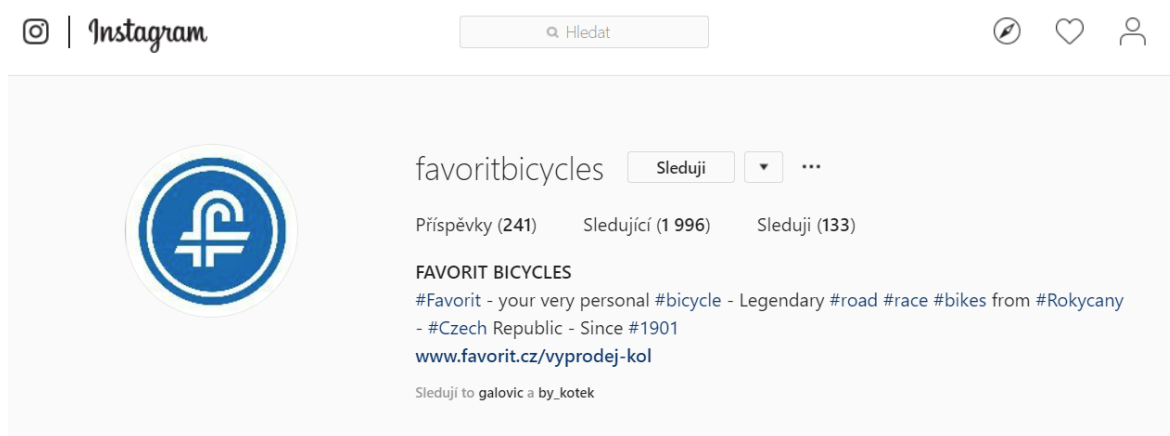 Instagram
Hledat
favoritbicycles Sleduji
Příspěvky (241) Sledující (1 996) Sleduji (133)
FAVORIT BICYCLES
#Favorit - your very personal #bicycle - Legendary #road #race #bikes from #Rokycany
- #Czech Republic - Since #1901
www.favorit.cz/vyprodej-kol
Sledují to galovic a by_kotek